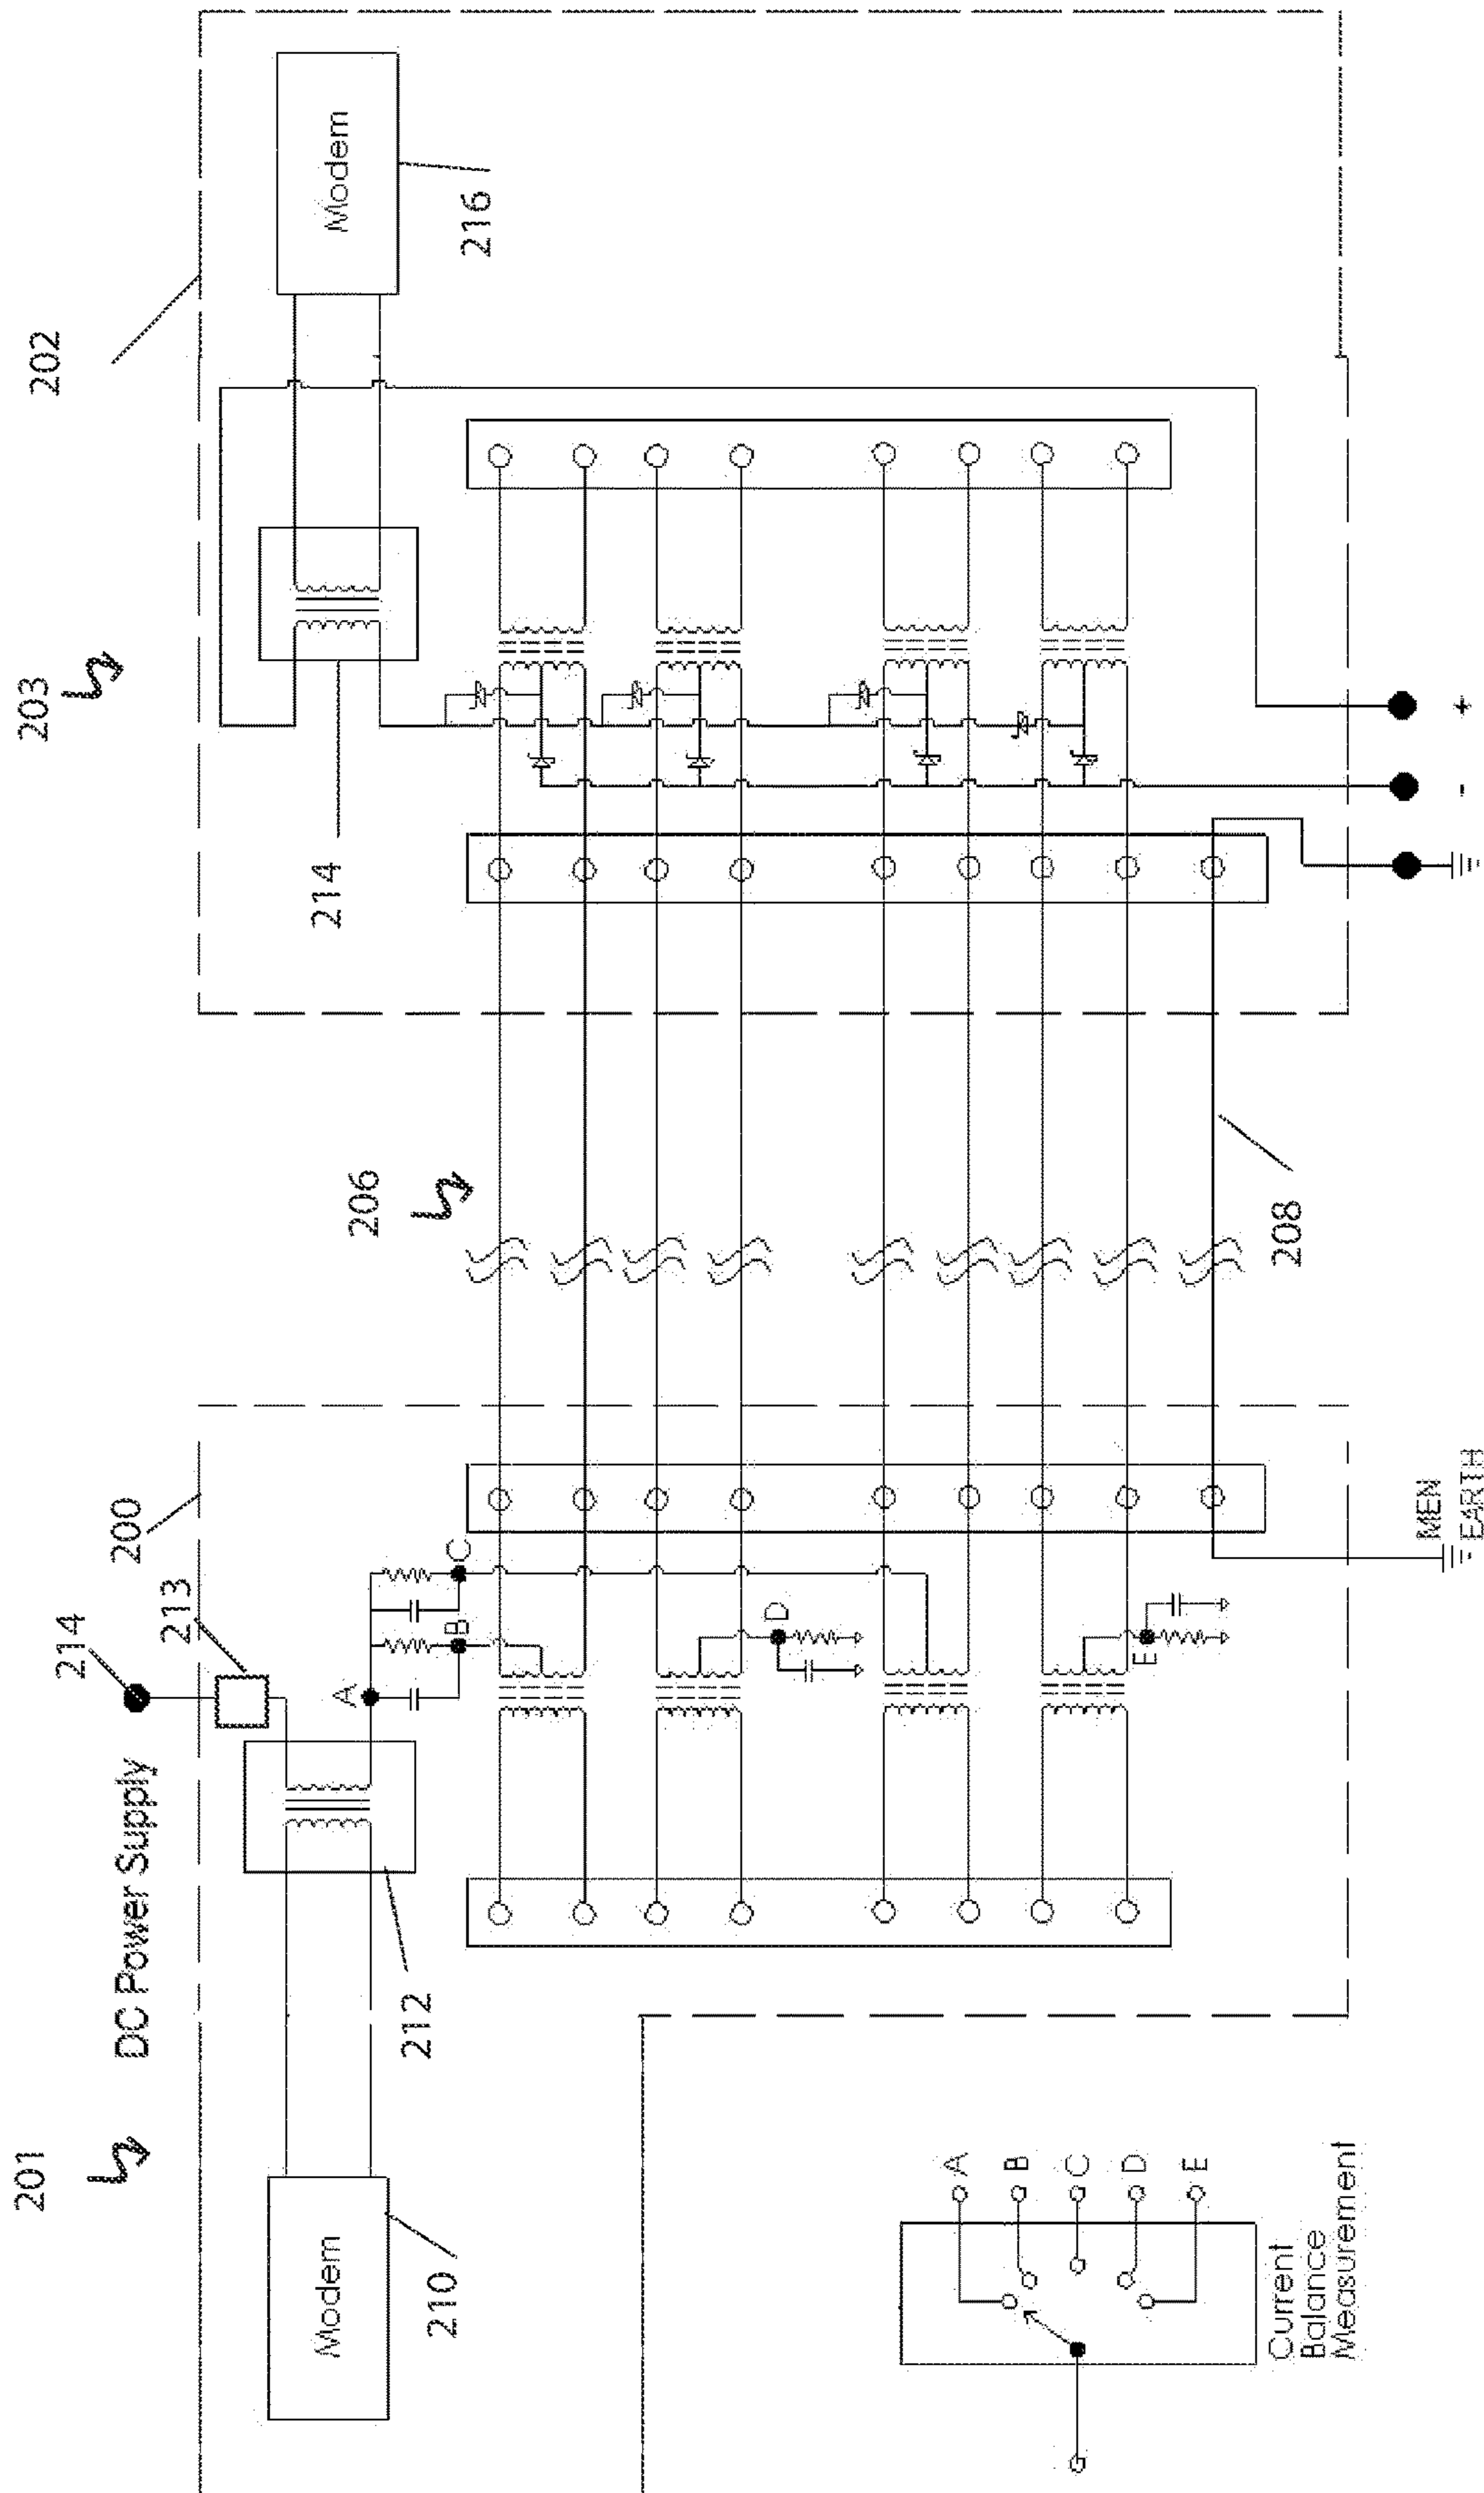 201
203
202
DC Power Supply
214
213
200
206
214
216
Modem
212
210
Modem
A
B
C
D
E
208
A
B
C
D
E
Current
Balance
Measurement
MEN
EARTH
-
+